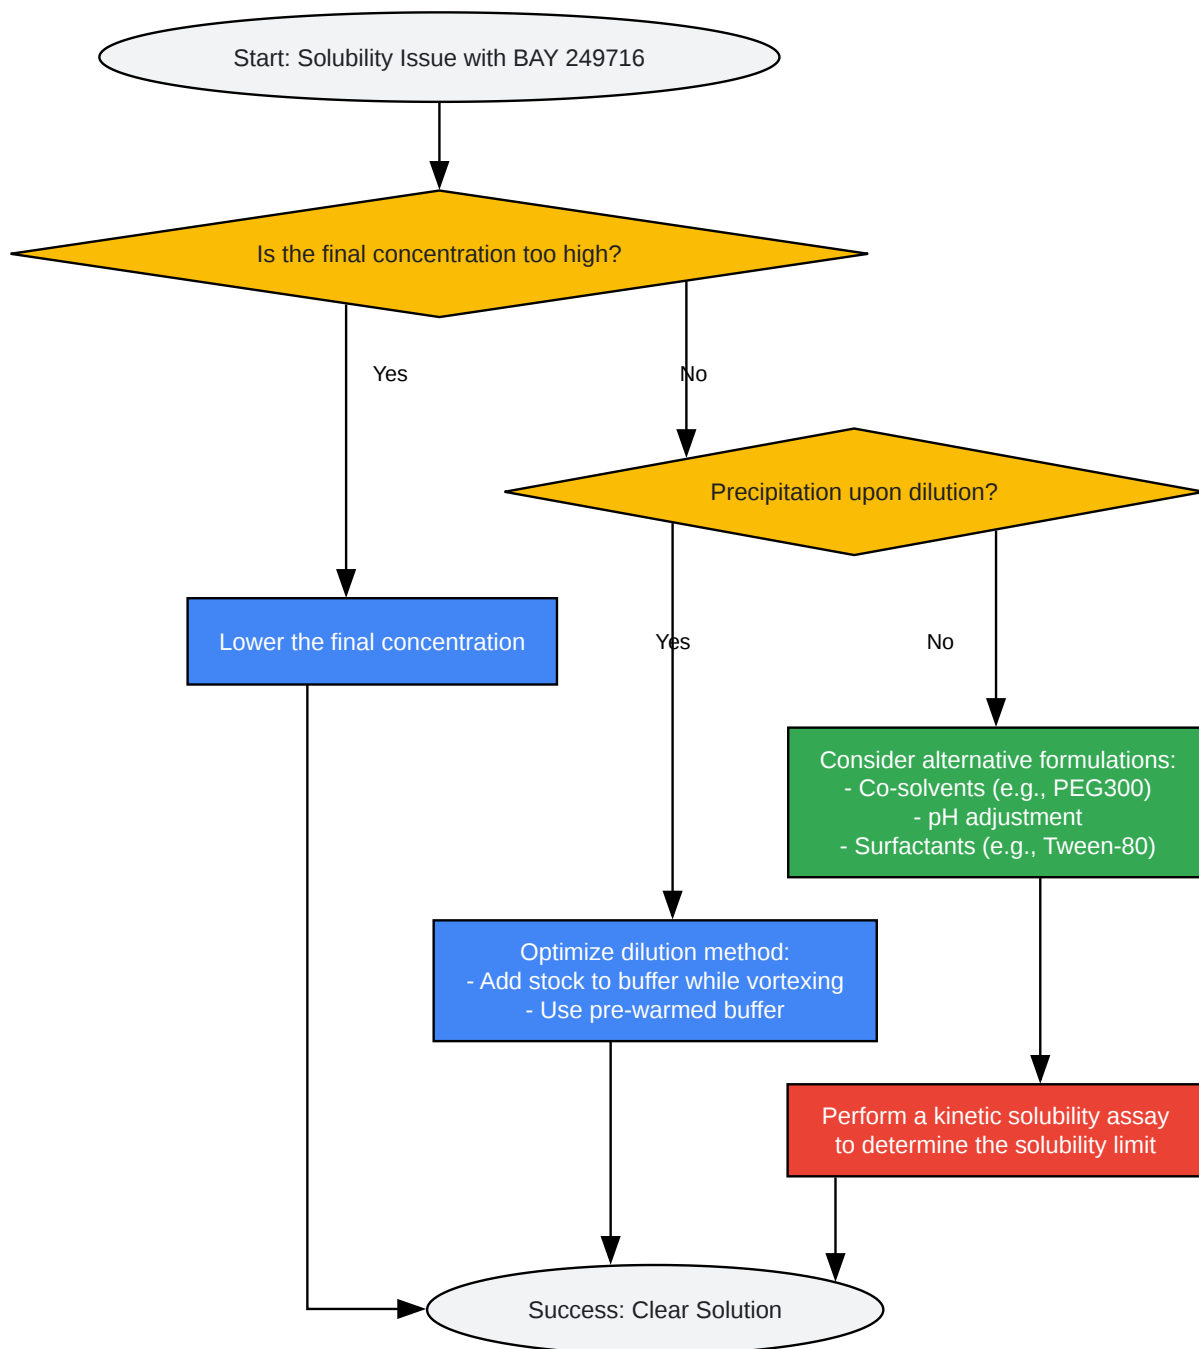 Start: Solubility Issue with BAY 249716
Is the final concentration too high?
Yes
No
Precipitation upon dilution?
Lower the final concentration
Yes
No
Consider alternative formulations:
- Co-solvents (e.g., PEG300)
- pH adjustment
- Surfactants (e.g., Tween-80)
Optimize dilution method:
- Add stock to buffer while vortexing
- Use pre-warmed buffer
Perform a kinetic solubility assay
to determine the solubility limit
Success: Clear Solution